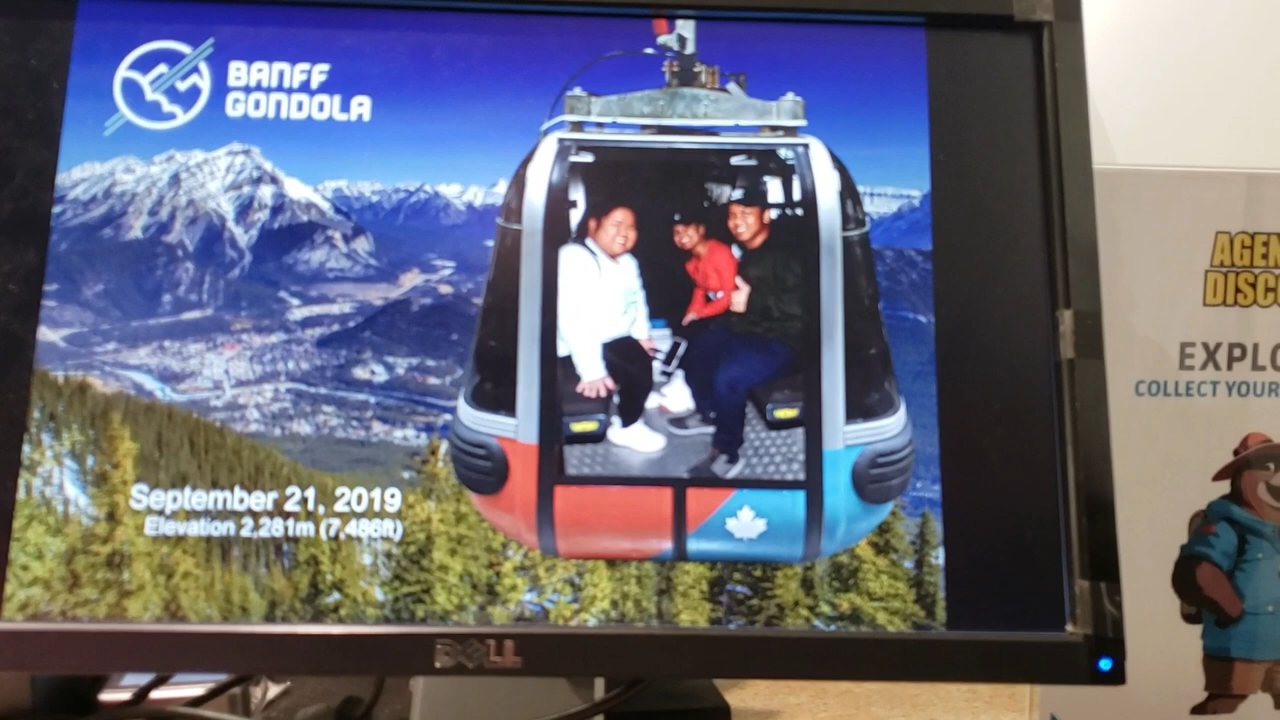 BANFF
GONDOLA
September 21, 2019
Elevation 2,281m (7,486ft)
DELL
AGEN
DISC
EXPLO
COLLECT YOUR